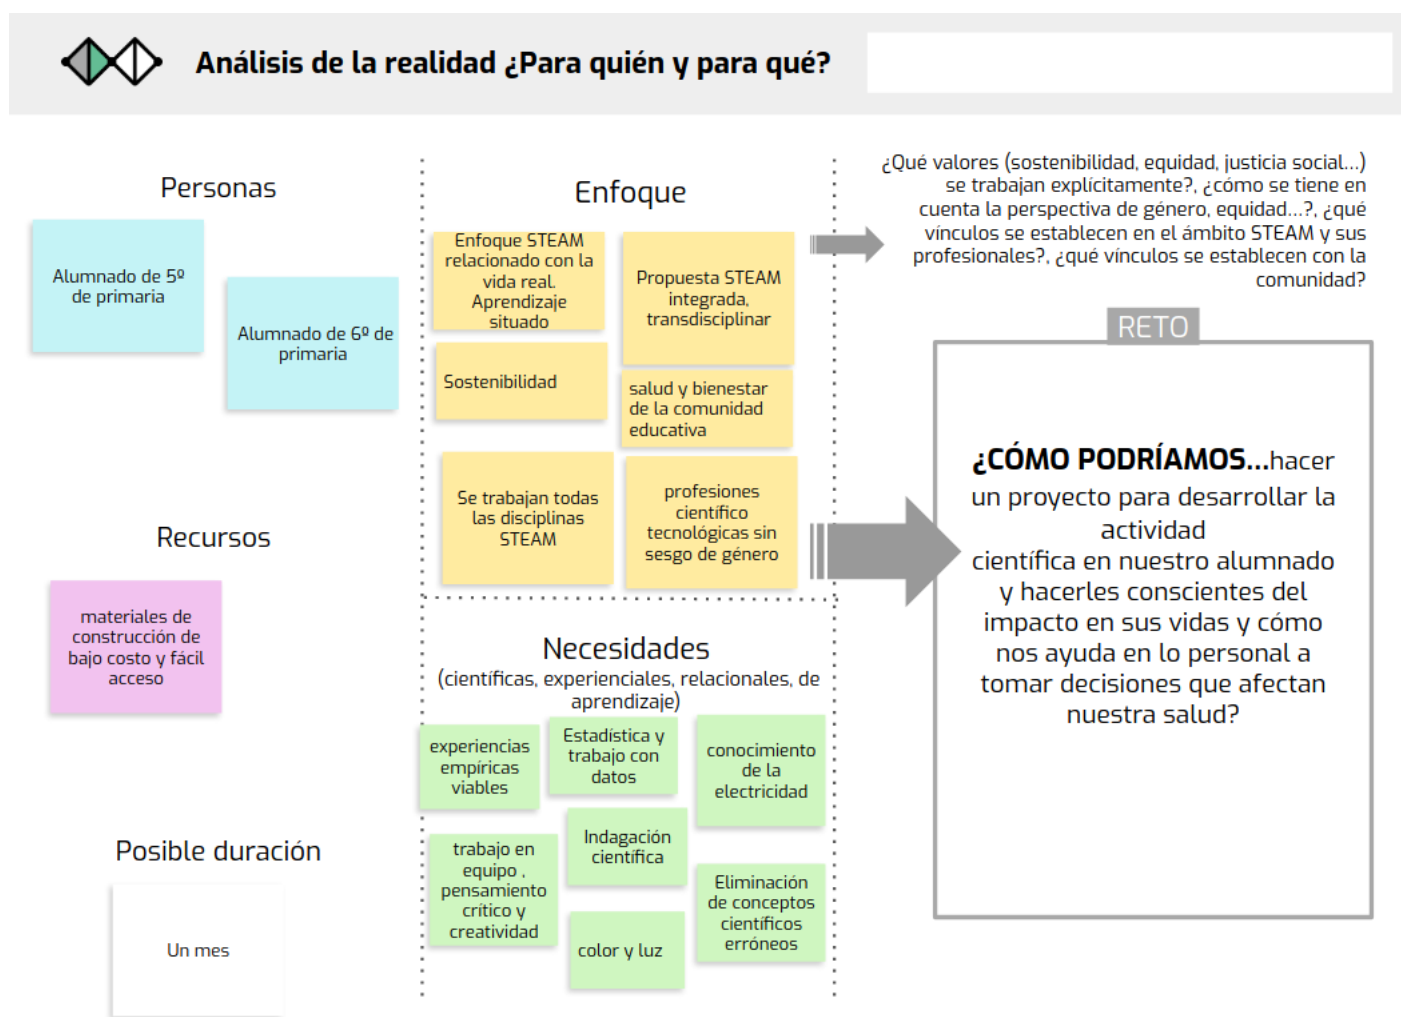 Análisis de la realidad ¿Para quién y para qué?
Personas
Alumnado de 5º
de primaria
Alumnado de 6º de
primaria
Recursos
materiales de
construcción de
bajo costo y fácil
acceso
Posible duración
Un mes
Enfoque
Enfoque STEAM
relacionado con la
vida real.
Aprendizaje
situado
Propuesta STEAM
integrada,
transdisciplinar
Sostenibilidad
salud y bienestar
de la comunidad
educativa
Se trabajan todas
las disciplinas
STEAM
profesiones
científico
tecnológicas sin
sesgo de género
Necesidades
(científicas, experienciales, relacionales, de
aprendizaje)
experiencias
empíricas
viables
Estadística y
trabajo con
datos
conocimiento
de la
electricidad
trabajo en
equipo ,
pensamiento
crítico y
creatividad
Indagación
científica
color y luz
Eliminación
de conceptos
científicos
erróneos
¿Qué valores (sostenibilidad, equidad, justicia social...)
se trabajan explícitamente?, ¿cómo se tiene en
cuenta la perspectiva de género, equidad...?, ¿qué
vínculos se establecen en el ámbito STEAM y sus
profesionales?, ¿qué vínculos se establecen con la
comunidad?
RETO
¿CÓMO PODRÍAMOS...hacer
un proyecto para desarrollar la
actividad
científica en nuestro alumnado
y hacerles conscientes del
impacto en sus vidas y cómo
nos ayuda en lo personal a
tomar decisiones que afectan
nuestra salud?